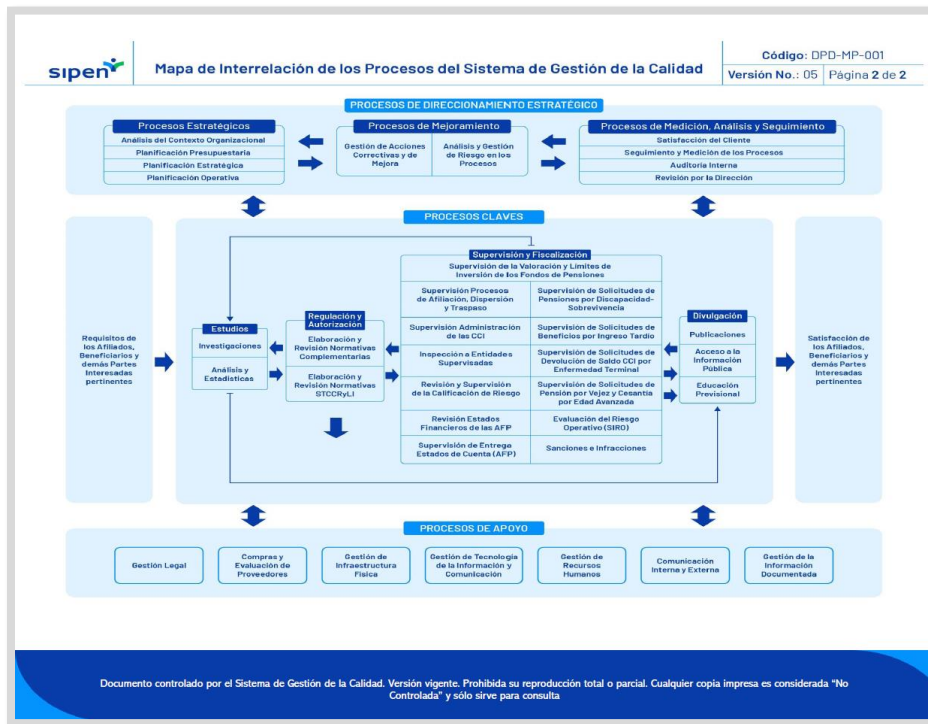 sipen
Mapa de Interrelación de los Procesos del Sistema de Gestión de la Calidad
Código: DPD-MP-001
Versión No.: 05 Página 2 de 2
PROCESOS DE DIRECCIONAMIENTO ESTRATÉGICO
Procesos Estratégicos
Análisis del Contexto Organizacional
Planificación Presupuestaria
Planificación Estratégica
Planificación Operativa
Procesos de Mejoramiento
Gestión de Acciones
Correctivas y de
Mejora
Análisis y Gestión
de Riesgo en los
Procesos
Procesos de Medición, Análisis y Seguimiento
Satisfacción del Cliente
Seguimiento y Medición de los Procesos
Auditoría Interna
Revisión por la Dirección
PROCESOS CLAVES
Requisitos de
los Afiliados,
Beneficiarios y
demás Partes
Interesadas
pertinentes
Estudios
Investigaciones
Análisis y
Estadísticas
Regulación y
Autorización
Elaboración y
Revisión Normativas
Complementarias
Elaboración y
Revisión Normativas
STCCRyLI
Supervisión y Fiscalización
Supervisión de la Valoración y Límites de
Inversión de los Fondos de Pensiones
Supervisión Procesos
de Afiliación, Dispersión
y Traspaso
Supervisión de Solicitudes de
Pensiones por Discapacidad-
Sobrevivencia
Supervisión Administración
de las CCI
Supervisión de Solicitudes de
Beneficios por Ingreso Tardío
Inspección a Entidades
Supervisadas
Supervisión de Solicitudes de
Devolución de Saldo CCI por
Enfermedad Terminal
Revisión y Supervisión
de la Calificación de Riesgo
Supervisión de Solicitudes de
Pensión por Vejez y Cesantía
por Edad Avanzada
Revisión Estados
Financieros de las AFP
Evaluación del Riesgo
Operativo (SIRO)
Supervisión de Entrega
Estados de Cuenta (AFP)
Sanciones e Infracciones
Divulgación
Publicaciones
Acceso a la
Información
Pública
Educación
Previsional
Satisfacción de
los Afiliados,
Beneficiarios y
demás Partes
Interesadas
pertinentes
PROCESOS DE APOYO
Gestión Legal
Compras y
Evaluación de
Proveedores
Gestión de
Infraestructura
Física
Gestión de Tecnología
de la Información y
Comunicación
Gestión de
Recursos
Humanos
Comunicación
Interna y Externa
Gestión de la
Información
Documentada
Documento controlado por el Sistema de Gestión de la Calidad. Versión vigente. Prohibida su reproducción total o parcial. Cualquier copia impresa es considerada “No
Controlada” y sólo sirve para consulta